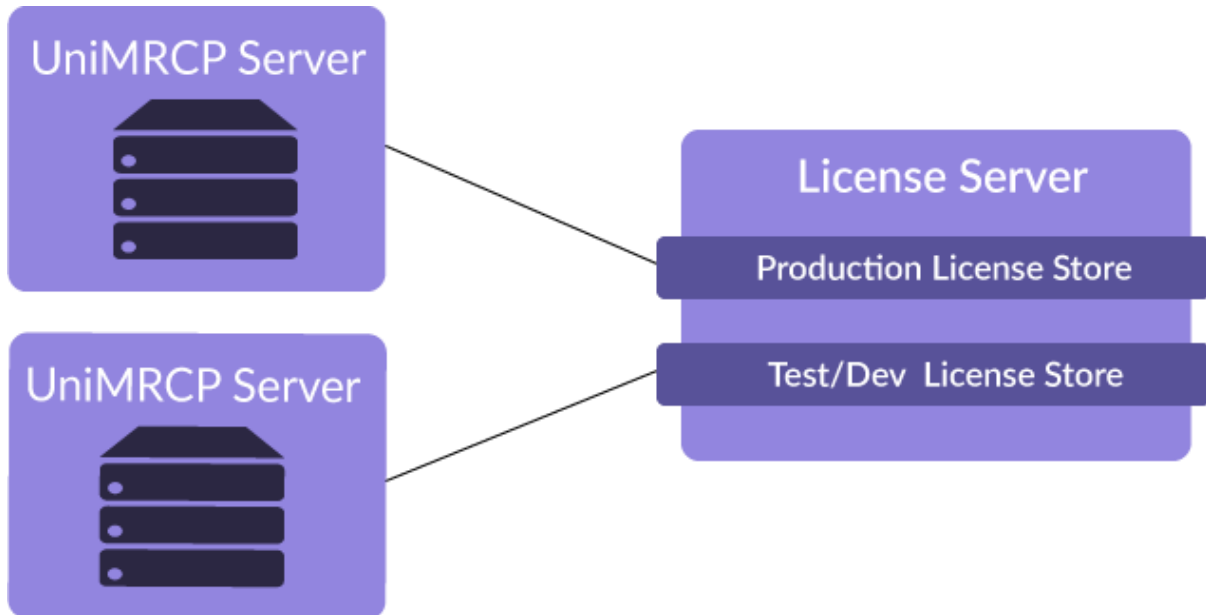 UniMRCP Server
License Server
Production License Store
Test/Dev License Store
UniMRCP Server